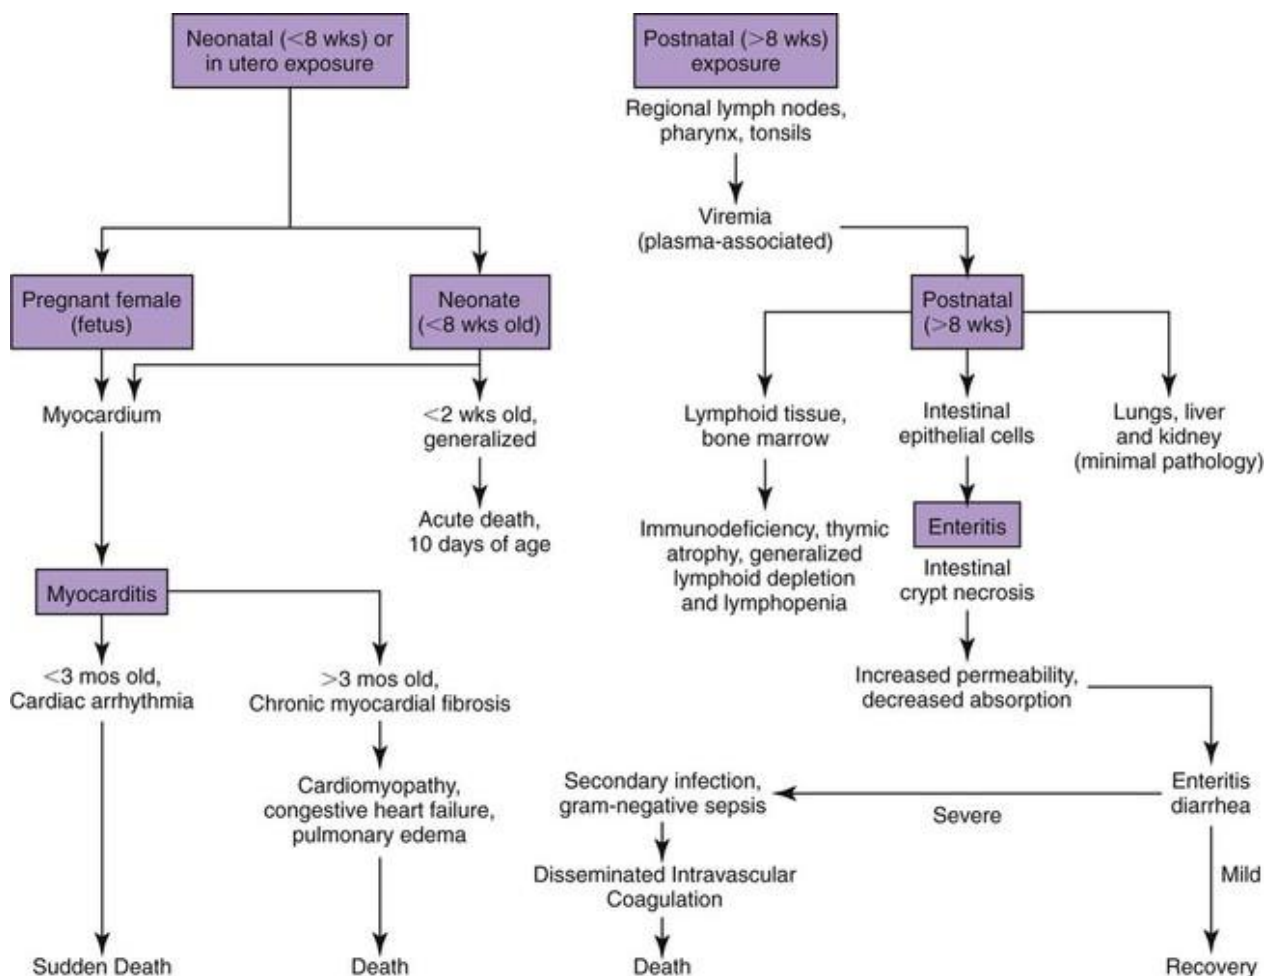 Neonatal (<8 wks) or
in utero exposure
Postnatal (>8 wks)
exposure
Regional lymph nodes,
pharynx, tonsils
Viremia
(plasma-associated)
Pregnant female
(fetus)
Neonate
(<8 wks old)
Postnatal
(>8 wks)
Myocardium
<2 wks old,
generalized
Lymphoid tissue,
bone marrow
Intestinal
epithelial cells
Lungs, liver
and kidney
(minimal pathology)
Acute death,
10 days of age
Immunodeficiency, thymic
atrophy, generalized
lymphoid depletion
and lymphopenia
Enteritis
Intestinal
crypt necrosis
Myocarditis
<3 mos old,
Cardiac arrhythmia
>3 mos old,
Chronic myocardial fibrosis
Increased permeability,
decreased absorption
Cardiomyopathy,
congestive heart failure,
pulmonary edema
Secondary infection,
gram-negative sepsis
Severe
Enteritis
diarrhea
Disseminated Intravascular
Coagulation
Mild
Sudden Death
Death
Death
Recovery